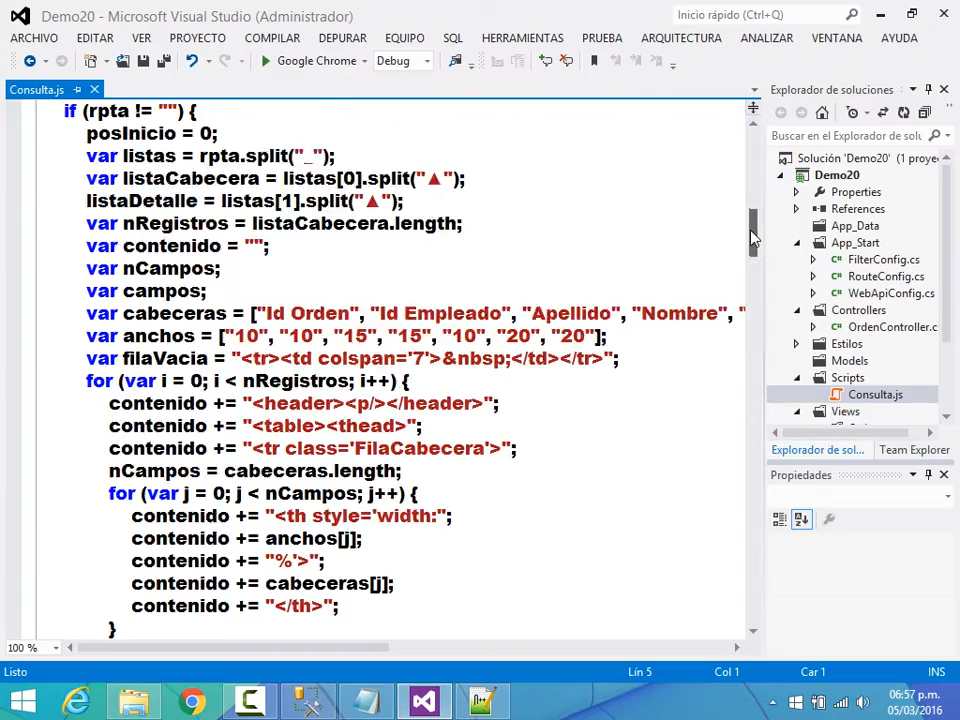 Demo20 - Microsoft Visual Studio (Administrador)
Inicio rápido (Ctrl+Q)
ARCHIVO EDITAR VER PROYECTO COMPILAR DEPURAR EQUIPO SQL HERRAMIENTAS PRUEBA ARQUITECTURA ANALIZAR VENTANA AYUDA
Google Chrome Debug
Consulta.js
if (rpta != "") {
posInicio = 0;
var listas = rpta.split("_");
var listaCabecera = listas[0].split("▲");
listaDetalle = listas[1].split("▲");
var nRegistros = listaCabecera.length;
var contenido = "";
var nCampos;
var campos;
var cabeceras = ["Id Orden", "Id Empleado", "Apellido", "Nombre", "
var anchos = ["10", "10", "15", "15", "10", "20", "20"];
var filaVacia = "<tr><td colspan='7'>&nbsp;</td></tr>";
for (var i = 0; i < nRegistros; i++) {
contenido += "<header><p/></header>";
contenido += "<table><thead>";
contenido += "<tr class='FilaCabecera'>";
nCampos = cabeceras.length;
for (var j = 0; j < nCampos; j++) {
contenido += "<th style='width:";
contenido += anchos[j];
contenido += "%'>";
contenido += cabeceras[j];
contenido += "</th>";
}
100 %
Explorador de soluciones
Buscar en el Explorador de solu
Solución 'Demo20' (1 proye
Demo20
Properties
References
App_Data
App_Start
FilterConfig.cs
RouteConfig.cs
WebApiConfig.cs
Controllers
OrdenController.c
Estilos
Models
Scripts
Consulta.js
Views
Explorador de sol... Team Explorer
Propiedades
Listo Lín 5 Col 1 Car 1 INS
06:57 p.m.
05/03/2016